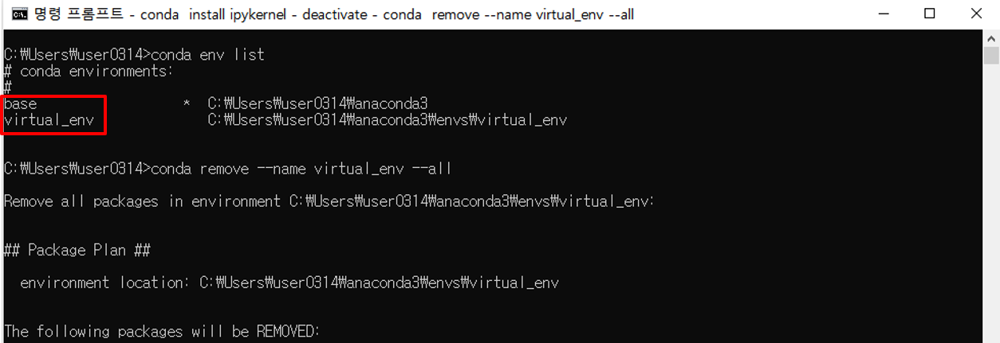 명령 프롬프트 - conda  install ipykernel - deactivate - conda  remove --name virtual_env --all
C:₩Users₩user0314>conda env list
# conda environments:
#
base                  *  C:₩Users₩user0314₩anaconda3
virtual_env              C:₩Users₩user0314₩anaconda3₩envs₩virtual_env
C:₩Users₩user0314>conda remove --name virtual_env --all
Remove all packages in environment C:₩Users₩user0314₩anaconda3₩envs₩virtual_env:
## Package Plan ##
  environment location: C:₩Users₩user0314₩anaconda3₩envs₩virtual_env
The following packages will be REMOVED: